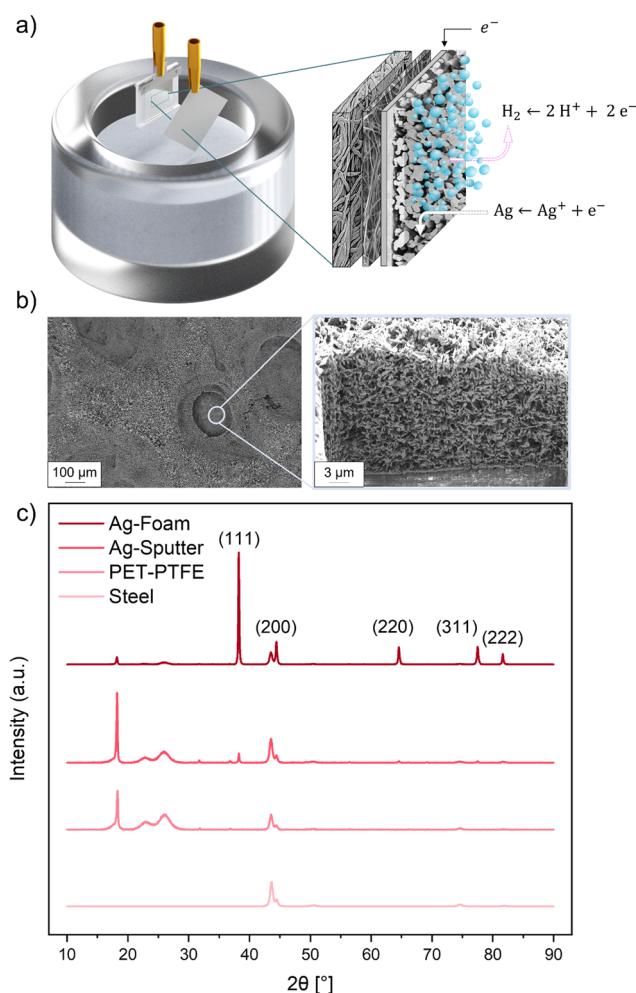 a)
e⁻
H₂ ← 2 H⁺ + 2 e⁻
Ag ← Ag⁺ + e⁻
b)
100 µm
3 µm
c)
Ag-Foam
Ag-Sputter
PET-PTFE
Steel
(111)
(200)
(220)
(311)
(222)
Intensity (a.u.)
10 20 30 40 50 60 70 80 90
2θ [°]